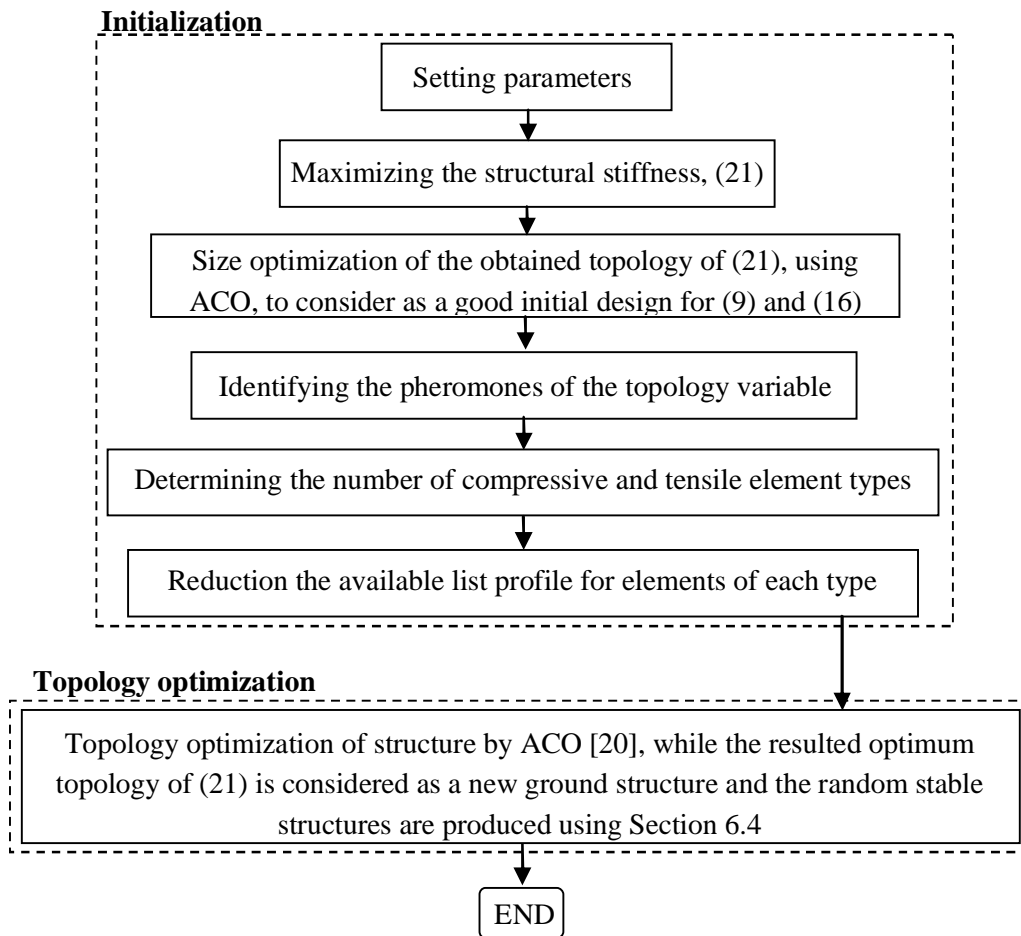 Initialization
Setting parameters
Maximizing the structural stiffness, (21)
Size optimization of the obtained topology of (21), using
ACO, to consider as a good initial design for (9) and (16)
Identifying the pheromones of the topology variable
Determining the number of compressive and tensile element types
Reduction the available list profile for elements of each type
Topology optimization
Topology optimization of structure by ACO [20], while the resulted optimum
topology of (21) is considered as a new ground structure and the random stable
structures are produced using Section 6.4
END